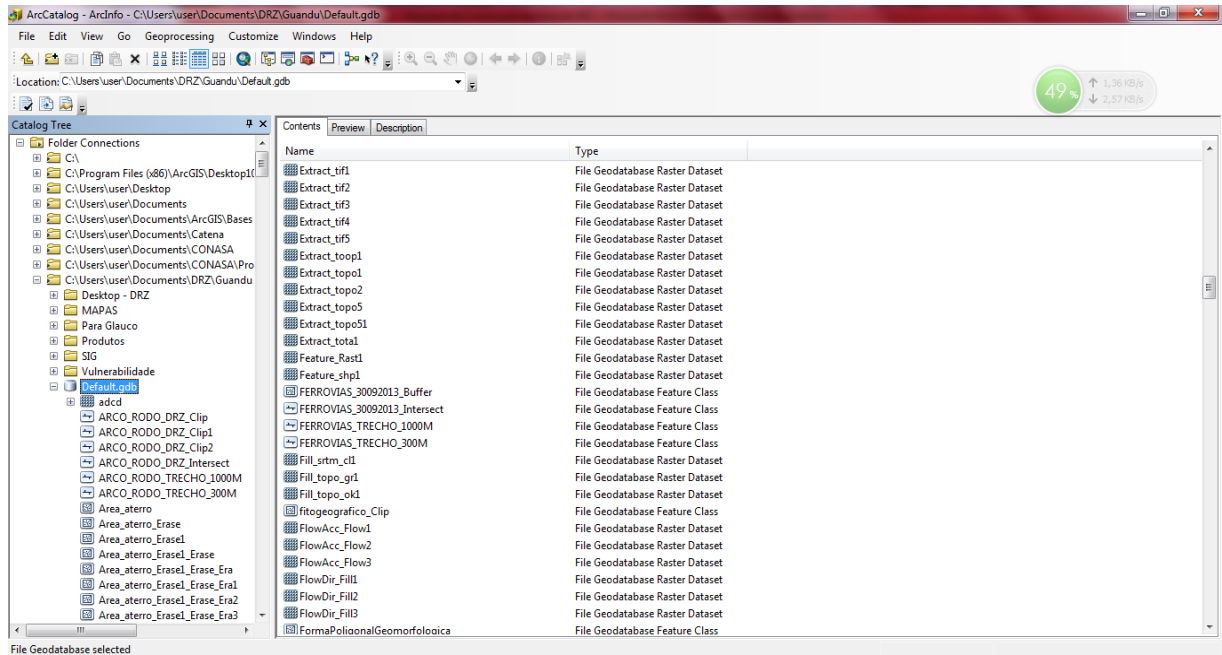 ArcCatalog - ArcInfo - C:\Users\user\Documents\DRZ\Guandu\Default.gdb
File Edit View Go Geoprocessing Customize Windows Help
Location: C:\Users\user\Documents\DRZ\Guandu\Default.gdb
49%
1,36 KB/s
2,57 KB/s
Catalog Tree
Folder Connections
C:\
C:\Program Files (x86)\ArcGIS\Desktop10
C:\Users\user\Desktop
C:\Users\user\Documents
C:\Users\user\Documents\ArcGIS\Bases
C:\Users\user\Documents\Catena
C:\Users\user\Documents\CONASA
C:\Users\user\Documents\CONASA\Pro
C:\Users\user\Documents\DRZ\Guandu
Desktop - DRZ
MAPAS
Para Glauco
Produtos
SIG
Vulnerabilidade
Default.gdb
adcd
ARCO_RODO_DRZ_Clip
ARCO_RODO_DRZ_Clip1
ARCO_RODO_DRZ_Clip2
ARCO_RODO_DRZ_Intersect
ARCO_RODO_TRECHO_1000M
ARCO_RODO_TRECHO_300M
Area_aterro
Area_aterro_Erase
Area_aterro_Erase1
Area_aterro_Erase1_Erase
Area_aterro_Erase1_Erase_Era
Area_aterro_Erase1_Erase_Era1
Area_aterro_Erase1_Erase_Era2
Area_aterro_Erase1_Erase_Era3
Contents Preview Description
Name Type
Extract_tif1 File Geodatabase Raster Dataset
Extract_tif2 File Geodatabase Raster Dataset
Extract_tif3 File Geodatabase Raster Dataset
Extract_tif4 File Geodatabase Raster Dataset
Extract_tif5 File Geodatabase Raster Dataset
Extract_toop1 File Geodatabase Raster Dataset
Extract_topo1 File Geodatabase Raster Dataset
Extract_topo2 File Geodatabase Raster Dataset
Extract_topo5 File Geodatabase Raster Dataset
Extract_topo51 File Geodatabase Raster Dataset
Extract_tota1 File Geodatabase Raster Dataset
Feature_Rast1 File Geodatabase Raster Dataset
Feature_shp1 File Geodatabase Raster Dataset
FERROVIAS_30092013_Buffer File Geodatabase Feature Class
FERROVIAS_30092013_Intersect File Geodatabase Feature Class
FERROVIAS_TRECHO_1000M File Geodatabase Feature Class
FERROVIAS_TRECHO_300M File Geodatabase Feature Class
Fill_srtm_cl1 File Geodatabase Raster Dataset
Fill_topo_gr1 File Geodatabase Raster Dataset
Fill_topo_ok1 File Geodatabase Raster Dataset
fitogeografico_Clip File Geodatabase Feature Class
FlowAcc_Flow1 File Geodatabase Raster Dataset
FlowAcc_Flow2 File Geodatabase Raster Dataset
FlowAcc_Flow3 File Geodatabase Raster Dataset
FlowDir_Fill1 File Geodatabase Raster Dataset
FlowDir_Fill2 File Geodatabase Raster Dataset
FlowDir_Fill3 File Geodatabase Raster Dataset
FormaPoligonalGeomorfologica File Geodatabase Feature Class
File Geodatabase selected